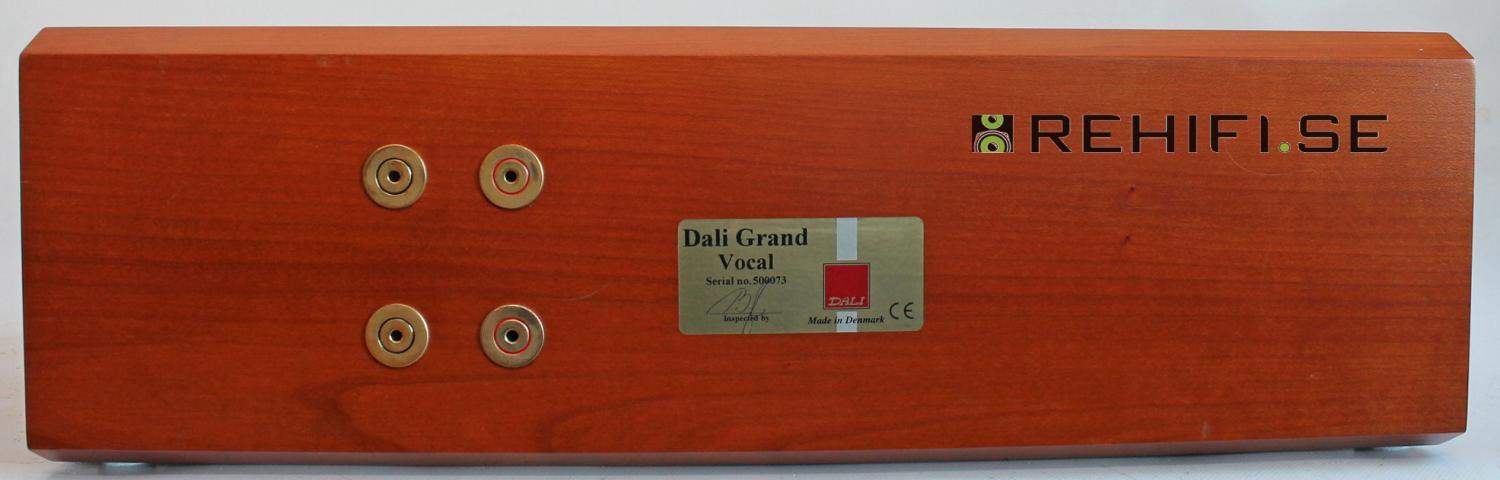 REHIFI.SE
Dali Grand
Vocal
Serial no.500073
Inspected by
DALI
Made in Denmark CE